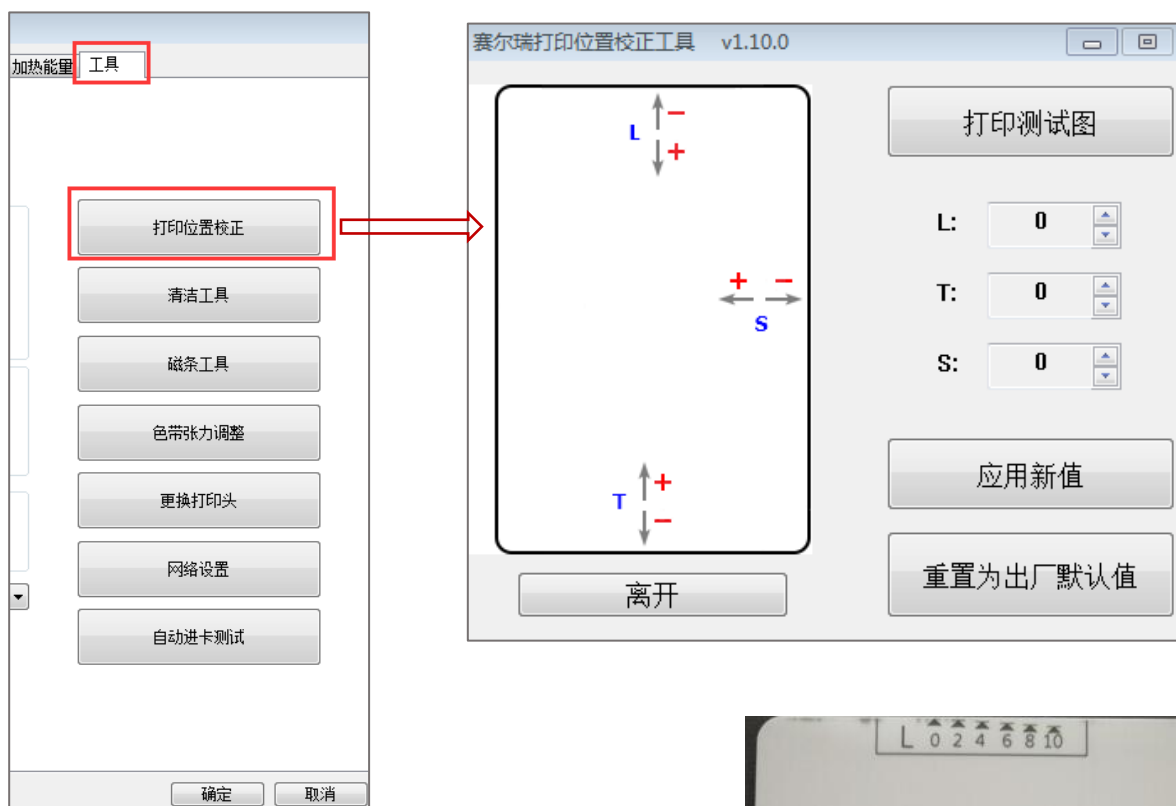 加热能量
工具
打印位置校正
清洁工具
磁条工具
色带张力调整
更换打印头
网络设置
自动进卡测试
确定
取消
赛尔瑞打印位置校正工具 v1.10.0
L
−
+
+ −
S
+
T
−
离开
打印测试图
L: 0
T: 0
S: 0
应用新值
重置为出厂默认值
L 0 2 4 6 8 10